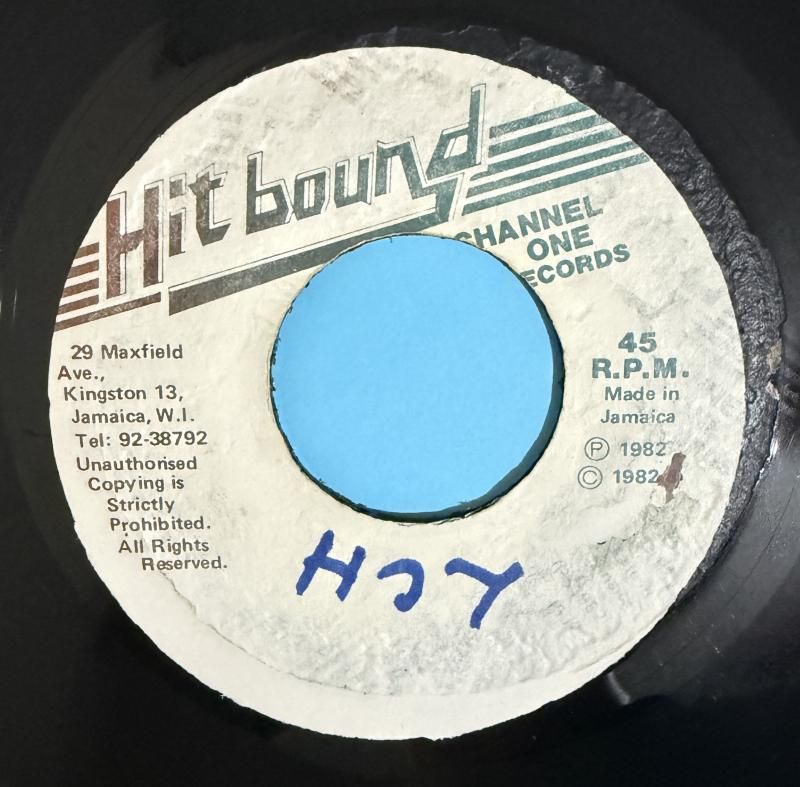 Hit bound
CHANNEL
ONE
ECORDS
29 Maxfield
Ave.,
Kingston 13,
Jamaica, W.I.
Tel: 92-38792
Unauthorised
Copying is
Strictly
Prohibited.
All Rights
Reserved.
45
R.P.M.
Made in
Jamaica
Ⓟ 1982
© 1982